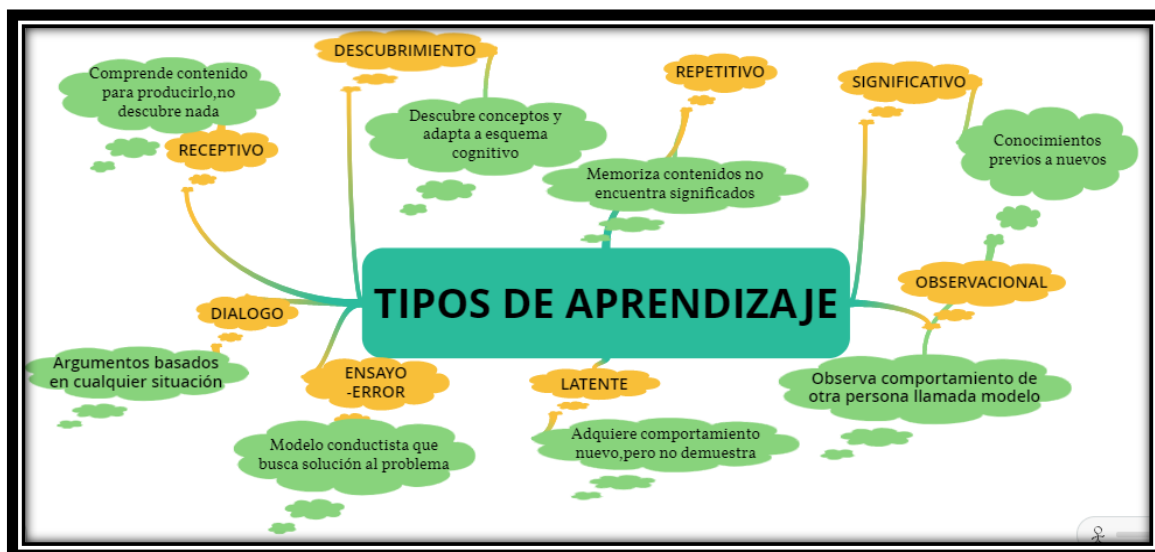 DESCUBRIMIENTO
Descubre conceptos y
adapta a esquema
cognitivo
Comprende contenido
para producirlo,no
descubre nada
RECEPTIVO
REPETITIVO
Memoriza contenidos no
encuentra significados
SIGNIFICATIVO
Conocimientos
previos a nuevos
TIPOS DE APRENDIZAJE
OBSERVACIONAL
Observa comportamiento de
otra persona llamada modelo
DIALOGO
Argumentos basados
en cualquier situación
ENSAYO
-ERROR
Modelo conductista que
busca solución al problema
LATENTE
Adquiere comportamiento
nuevo,pero no demuestra